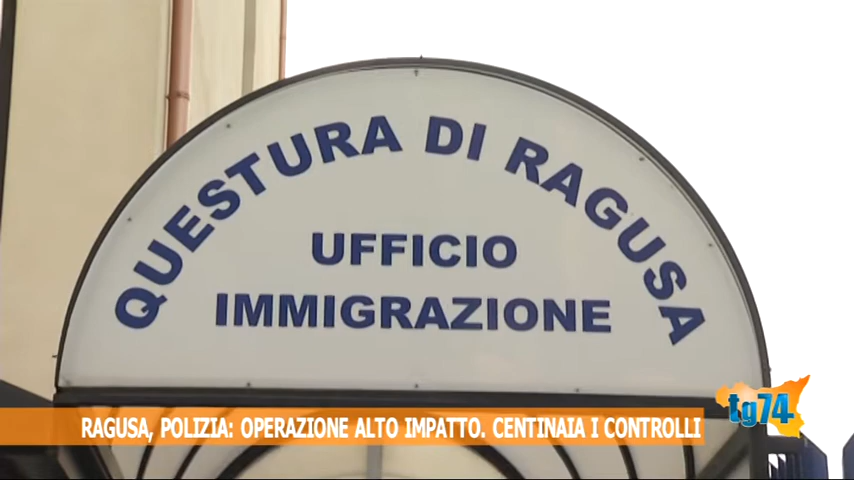 QUESTURA DI RAGUSA
UFFICIO
IMMIGRAZIONE
tg74
RAGUSA, POLIZIA: OPERAZIONE ALTO IMPATTO. CENTINAIA I CONTROLLI